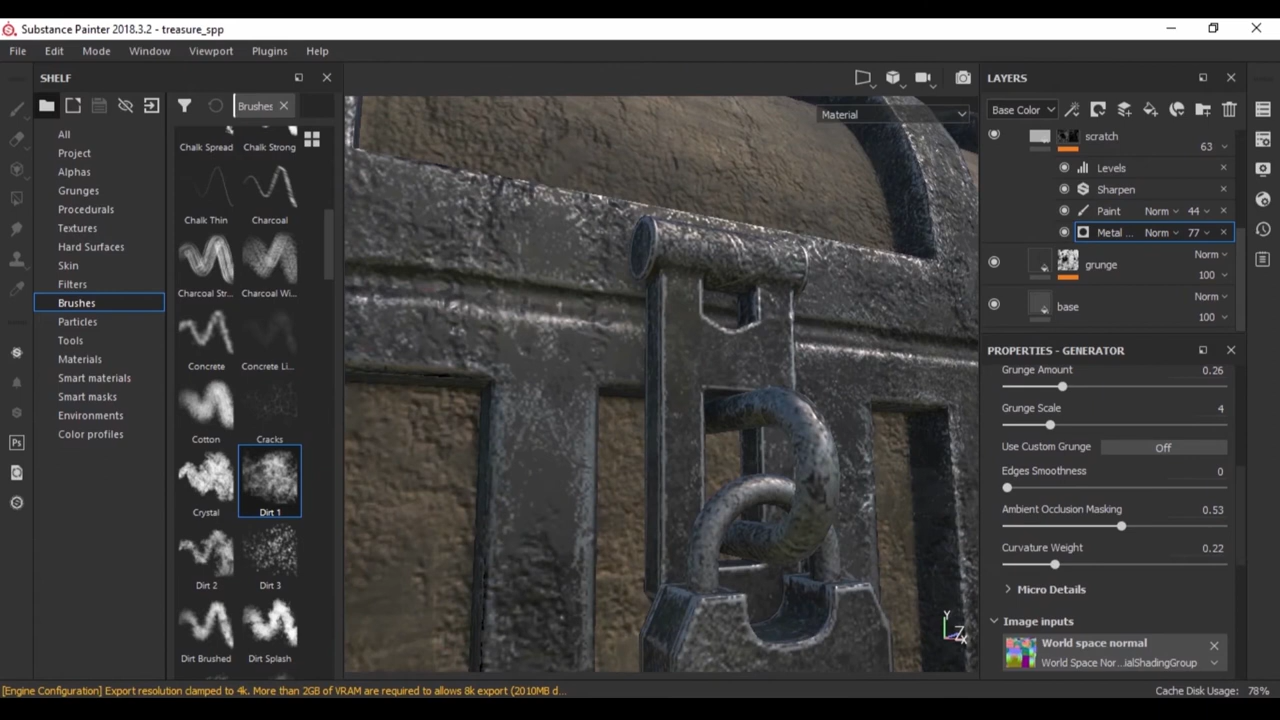 Substance Painter 2018.3.2 - treasure_spp
File Edit Mode Window Viewport Plugins Help
SHELF
Brushes
All
Project
Alphas
Grunges
Procedurals
Textures
Hard Surfaces
Skin
Filters
Brushes
Particles
Tools
Materials
Smart materials
Smart masks
Environments
Color profiles
Chalk Spread Chalk Strong
Chalk Thin Charcoal
Charcoal Str... Charcoal Wi...
Concrete Concrete Li...
Cotton Cracks
Crystal Dirt 1
Dirt 2 Dirt 3
Dirt Brushed Dirt Splash
Material
Y
Z
X
LAYERS
Base Color
scratch
63
Levels
Sharpen
Paint Norm 44
Metal ... Norm 77
grunge Norm
100
base Norm
100
PROPERTIES - GENERATOR
Grunge Amount 0.26
Grunge Scale 4
Use Custom Grunge Off
Edges Smoothness 0
Ambient Occlusion Masking 0.53
Curvature Weight 0.22
Micro Details
Image inputs
World space normal
World Space Nor...ialShadingGroup
Ps
[Engine Configuration] Export resolution clamped to 4k. More than 2GB of VRAM are required to allows 8k export (2010MB d...
Cache Disk Usage: 78%